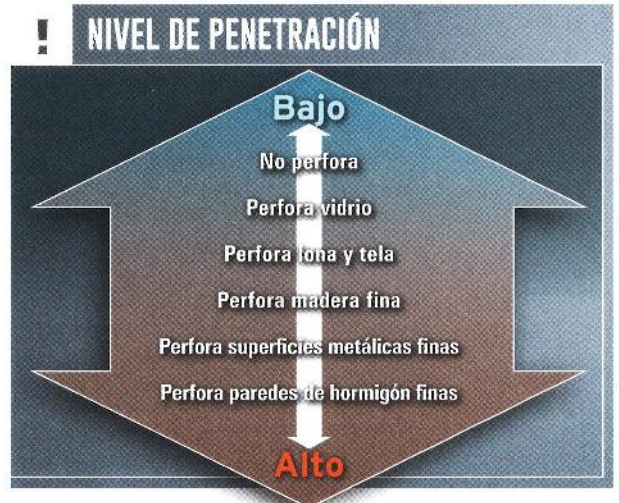 ! NIVEL DE PENETRACIÓN
Bajo
No perfora
Perfora vidrio
Perfora lona y tela
Perfora madera fina
Perfora superficies metálicas finas
Perfora paredes de hormigón finas
Alto